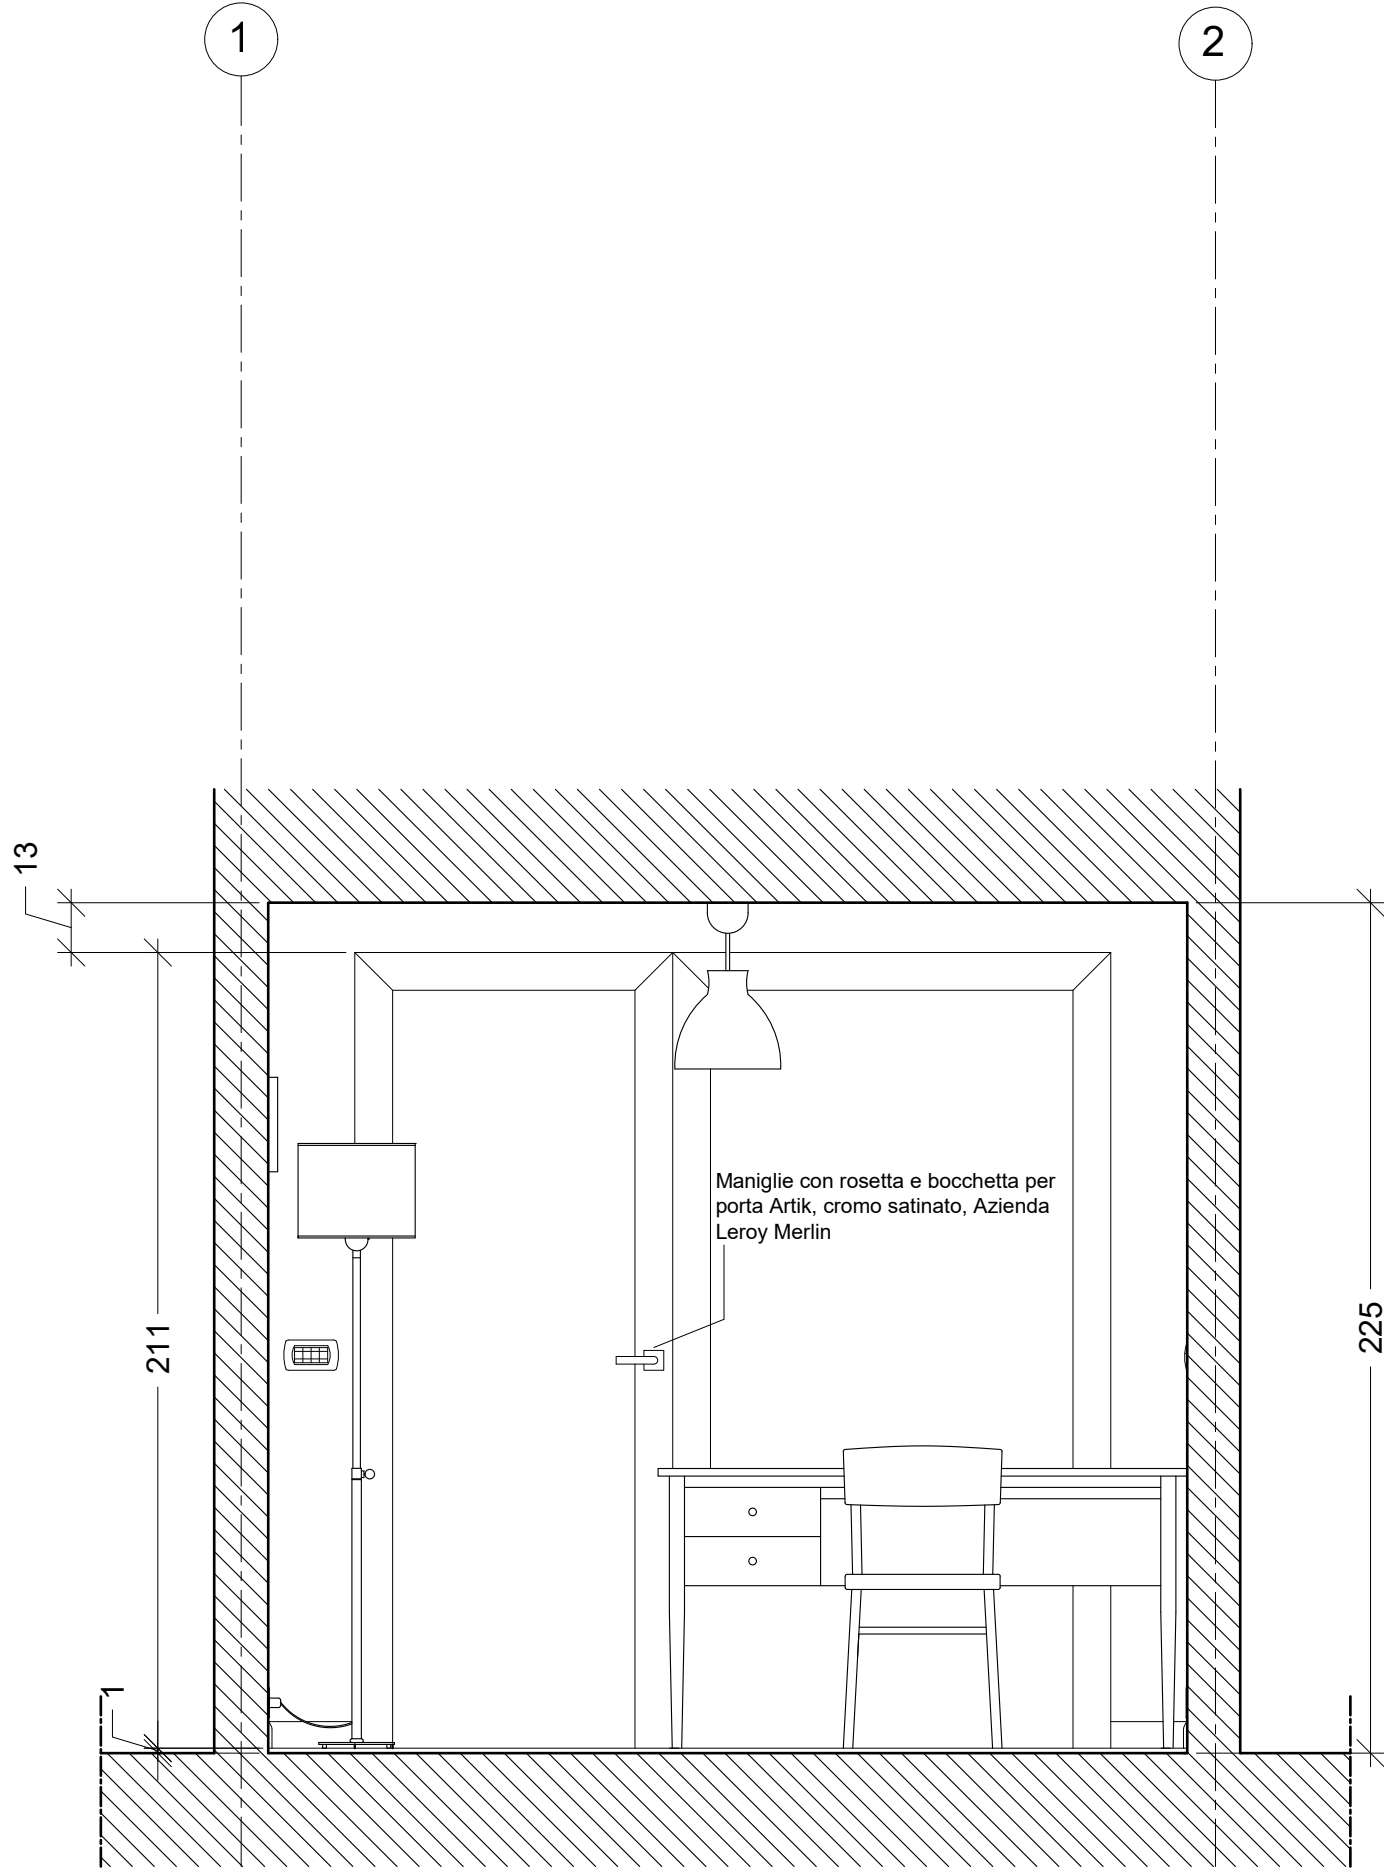 1
2
13
Maniglie con rosetta e bocchetta per
porta Artik, cromo satinato, Azienda
Leroy Merlin
211
225
1